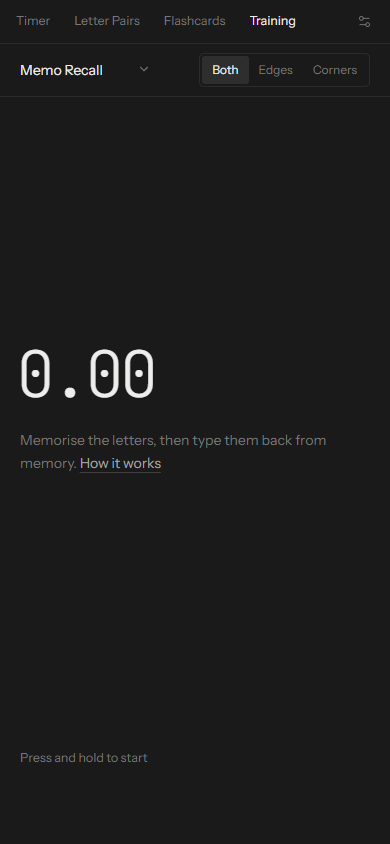 Timer Letter Pairs Flashcards Training
Memo Recall Both Edges Corners
0.00
Memorise the letters, then type them back from
memory. How it works
Press and hold to start